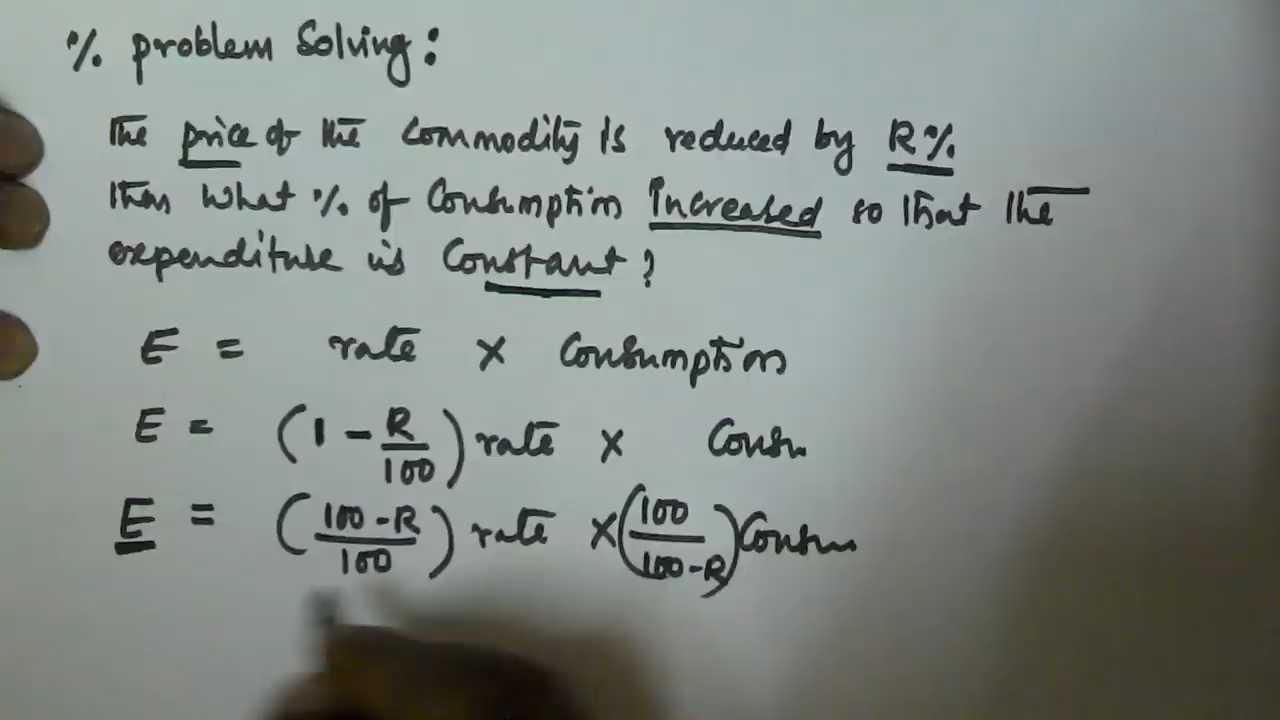 % problem Solving:
The price of the Commodity is reduced by R%
then what % of Consumption Increased so that the
expenditure is Constant?
E = rate × Consumption
E = (1 - R/100) rate × Consu
E = (100-R/100) rate × (100/100-R) Consum